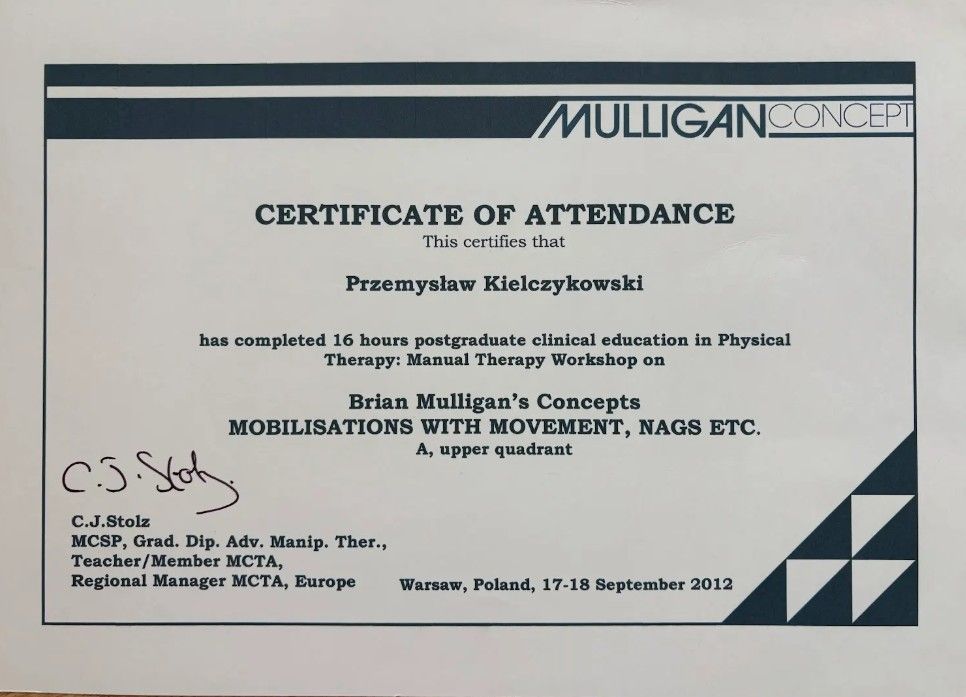 MULLIGAN CONCEPT
CERTIFICATE OF ATTENDANCE
This certifies that
Przemysław Kielczykowski
has completed 16 hours postgraduate clinical education in Physical
Therapy: Manual Therapy Workshop on
Brian Mulligan's Concepts
MOBILISATIONS WITH MOVEMENT, NAGS ETC.
A, upper quadrant
C.J. Stolz
C.J.Stolz
MCSP, Grad. Dip. Adv. Manip. Ther.,
Teacher/Member MCTA,
Regional Manager MCTA, Europe
Warsaw, Poland, 17-18 September 2012